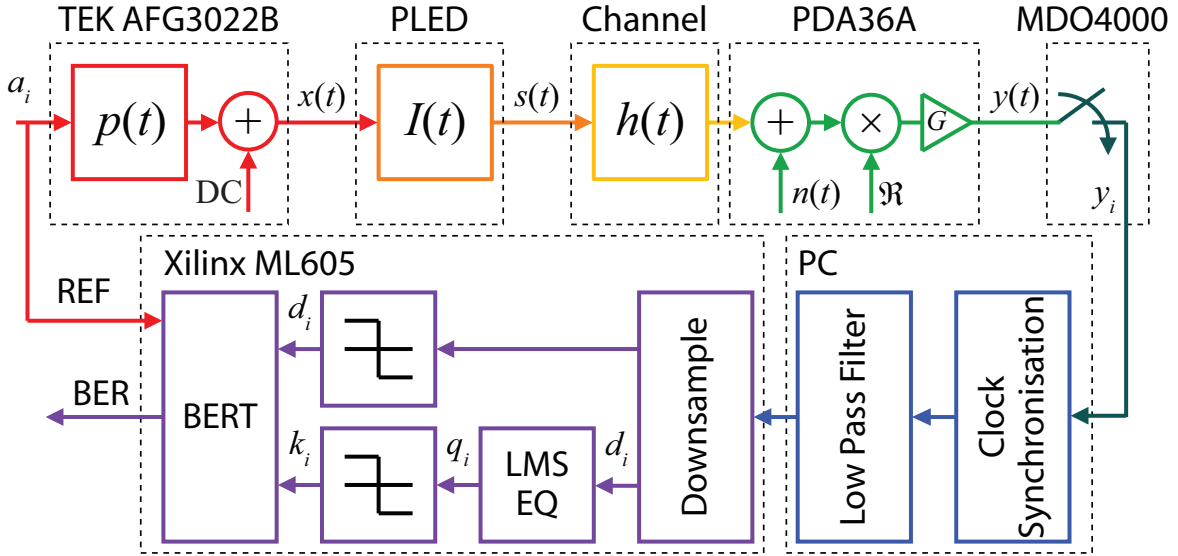 TEK AFG3022B
PLED
Channel
PDA36A
MDO4000
a_i
p(t)
+
DC
x(t)
I(t)
s(t)
h(t)
+
n(t)
×
ℜ
G
y(t)
y_i
Xilinx ML605
PC
REF
BER
BERT
d_i
k_i
q_i
LMS
EQ
d_i
Downsample
Low Pass Filter
Clock
Synchronisation